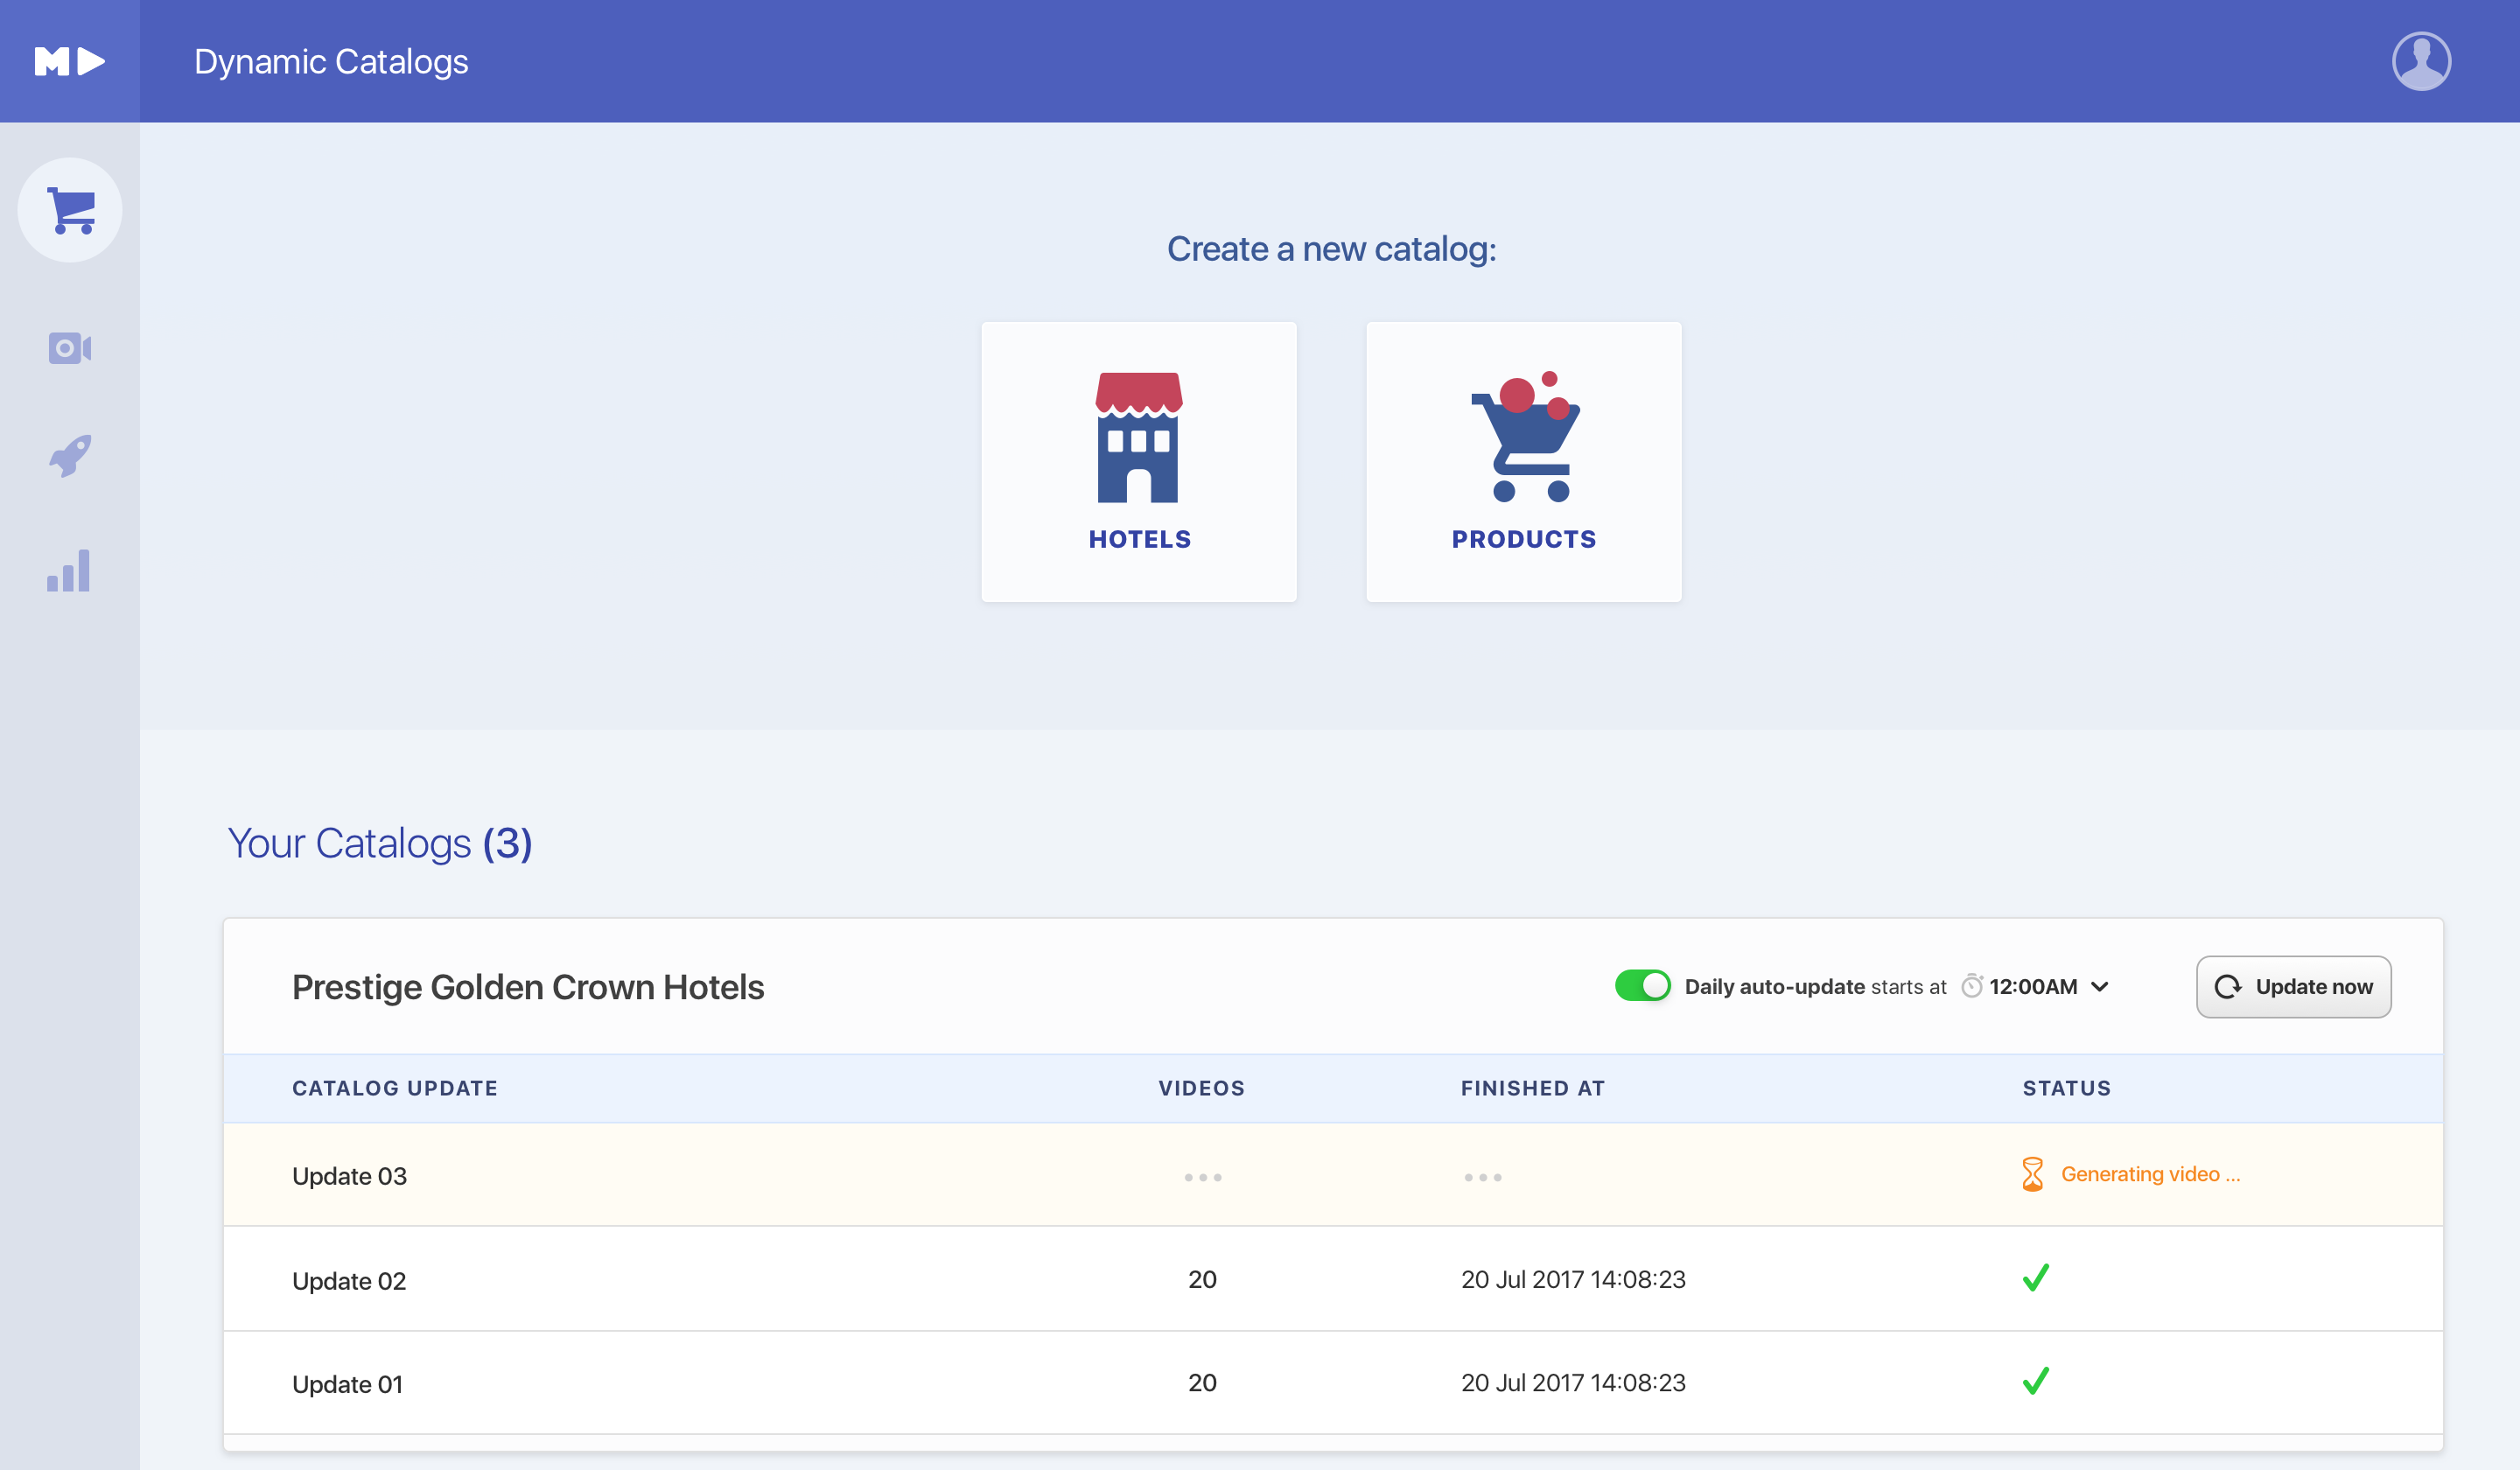 M
Dynamic Catalogs
Create a new catalog:
HOTELS PRODUCTS
Your Catalogs (3)
Prestige Golden Crown Hotels Daily auto-update starts at 12:00AM Update now
CATALOG UPDATE VIDEOS FINISHED AT STATUS
Update 03 ... ... Generating video ...
Update 02 20 20 Jul 2017 14:08:23
Update 01 20 20 Jul 2017 14:08:23